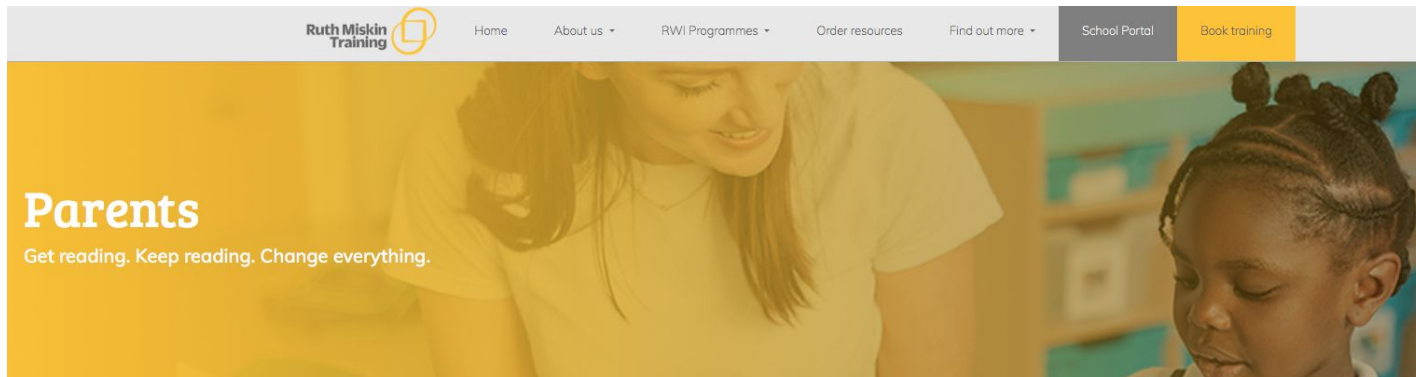 Ruth Miskin
Training
Home About us RWI Programmes Order resources Find out more School Portal Book training
Parents
Get reading. Keep reading. Change everything.